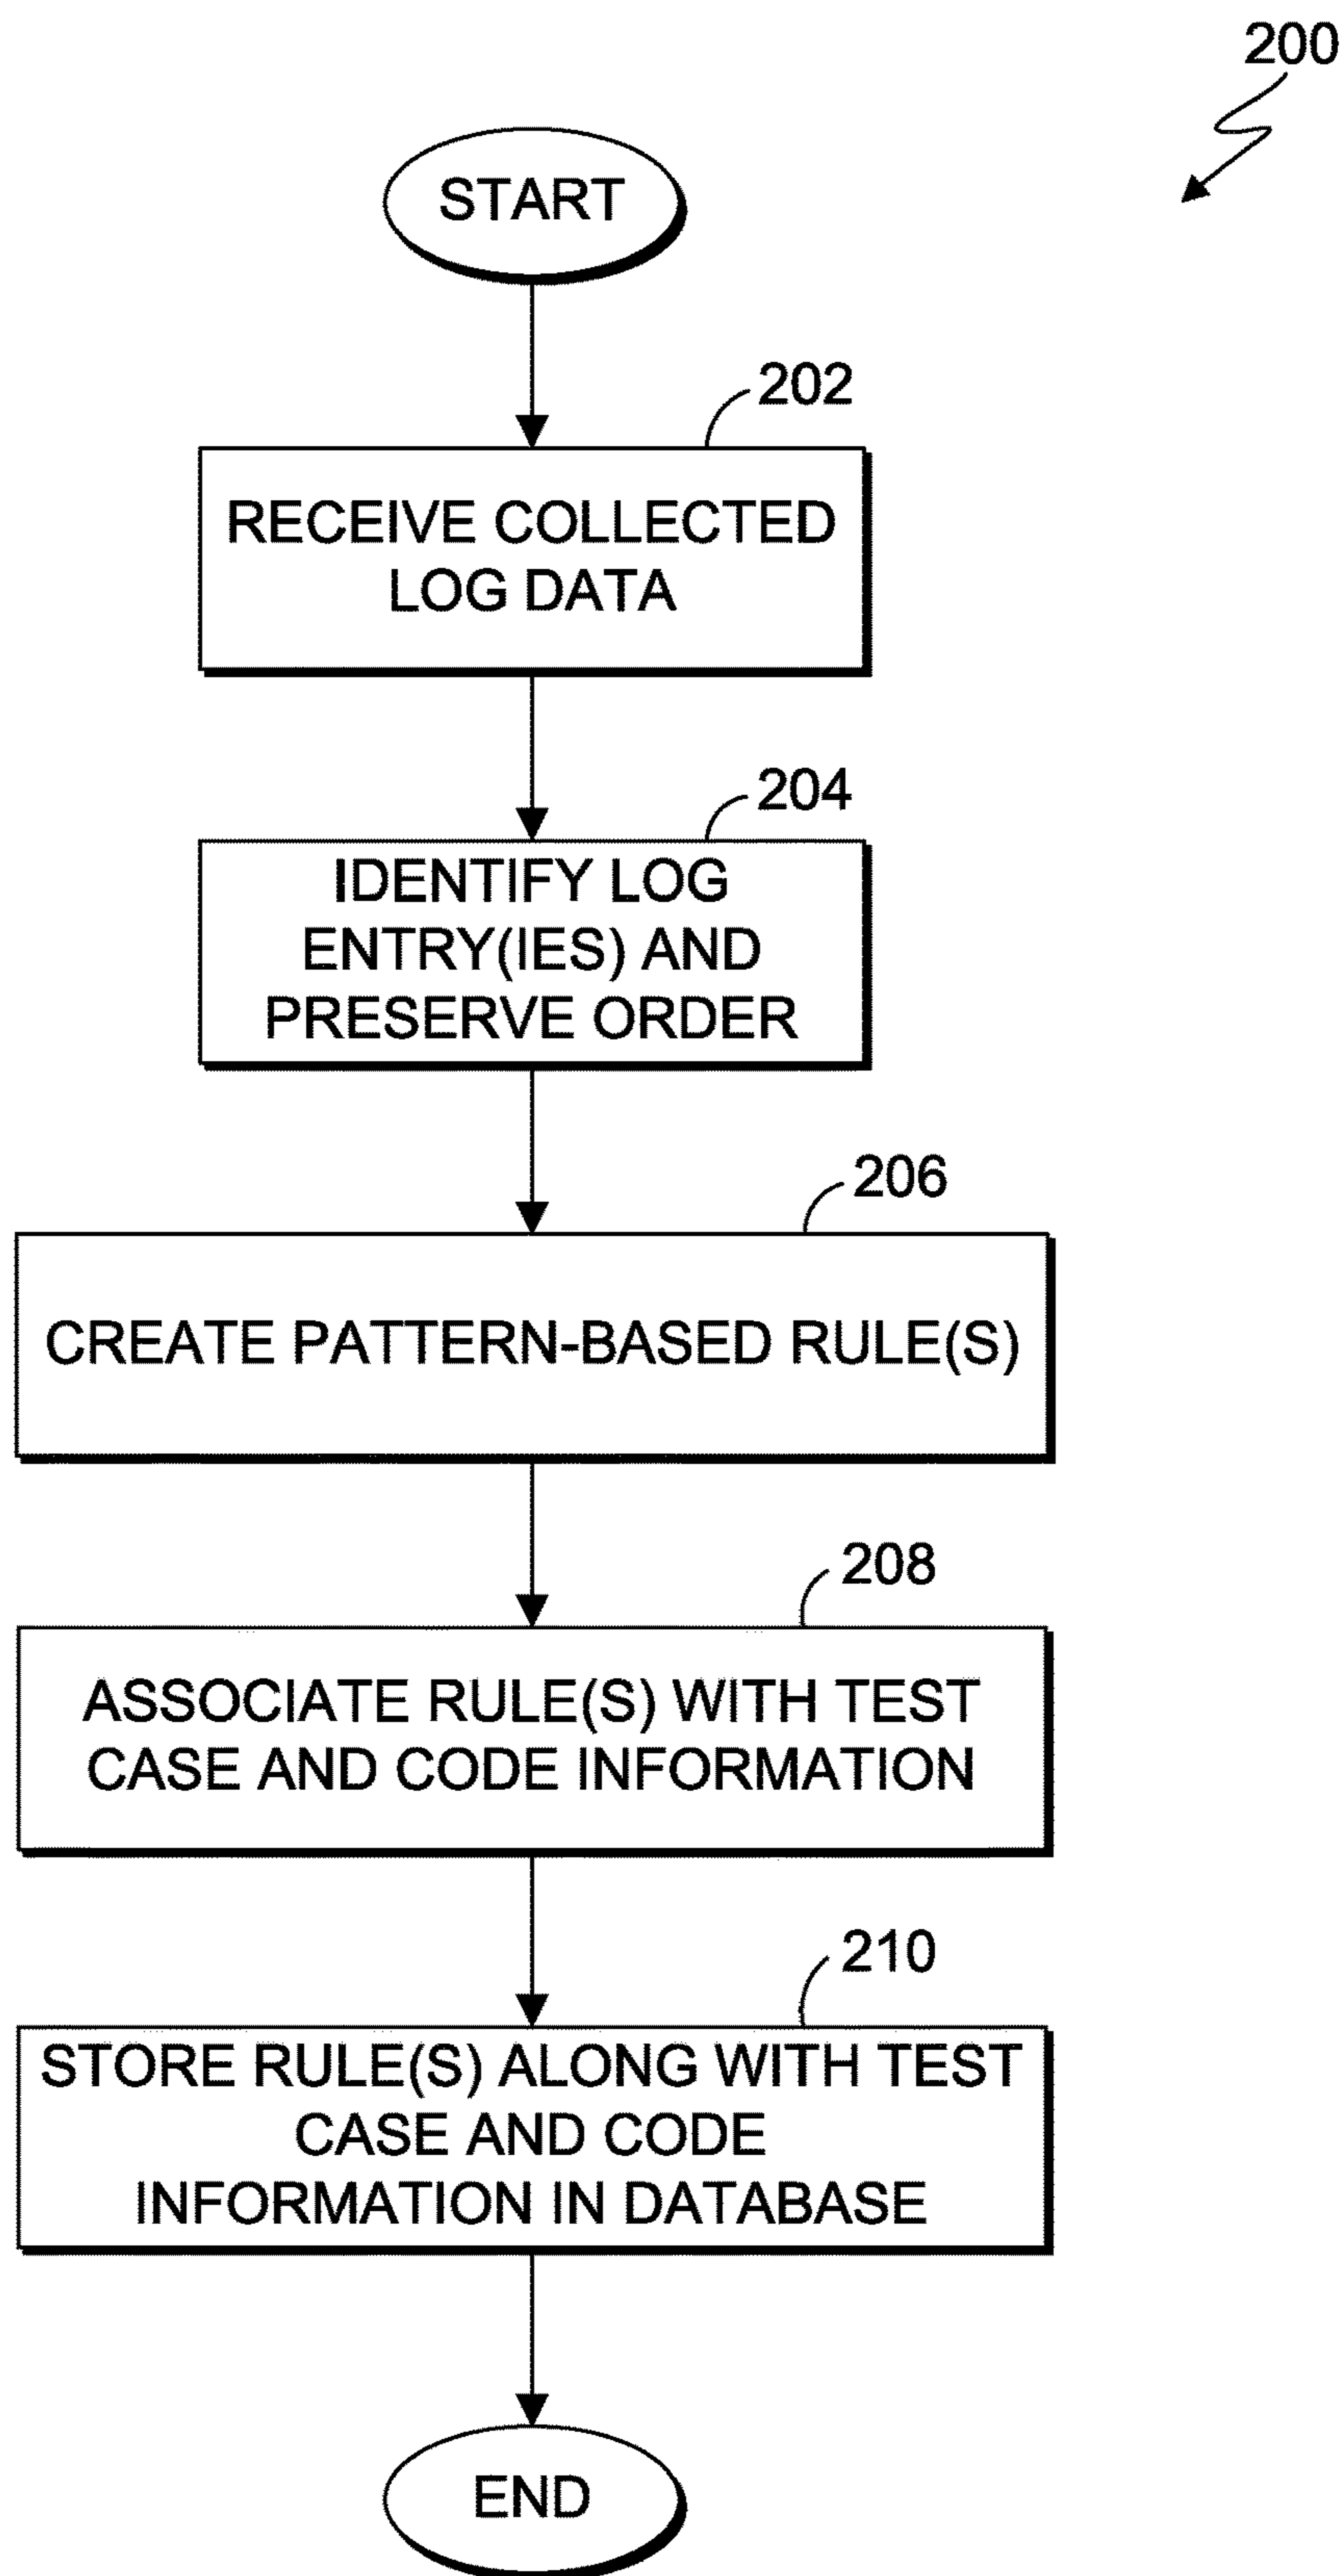 200
START
202
RECEIVE COLLECTED
LOG DATA
204
IDENTIFY LOG
ENTRY(IES) AND
PRESERVE ORDER
206
CREATE PATTERN-BASED RULE(S)
208
ASSOCIATE RULE(S) WITH TEST
CASE AND CODE INFORMATION
210
STORE RULE(S) ALONG WITH TEST
CASE AND CODE
INFORMATION IN DATABASE
END